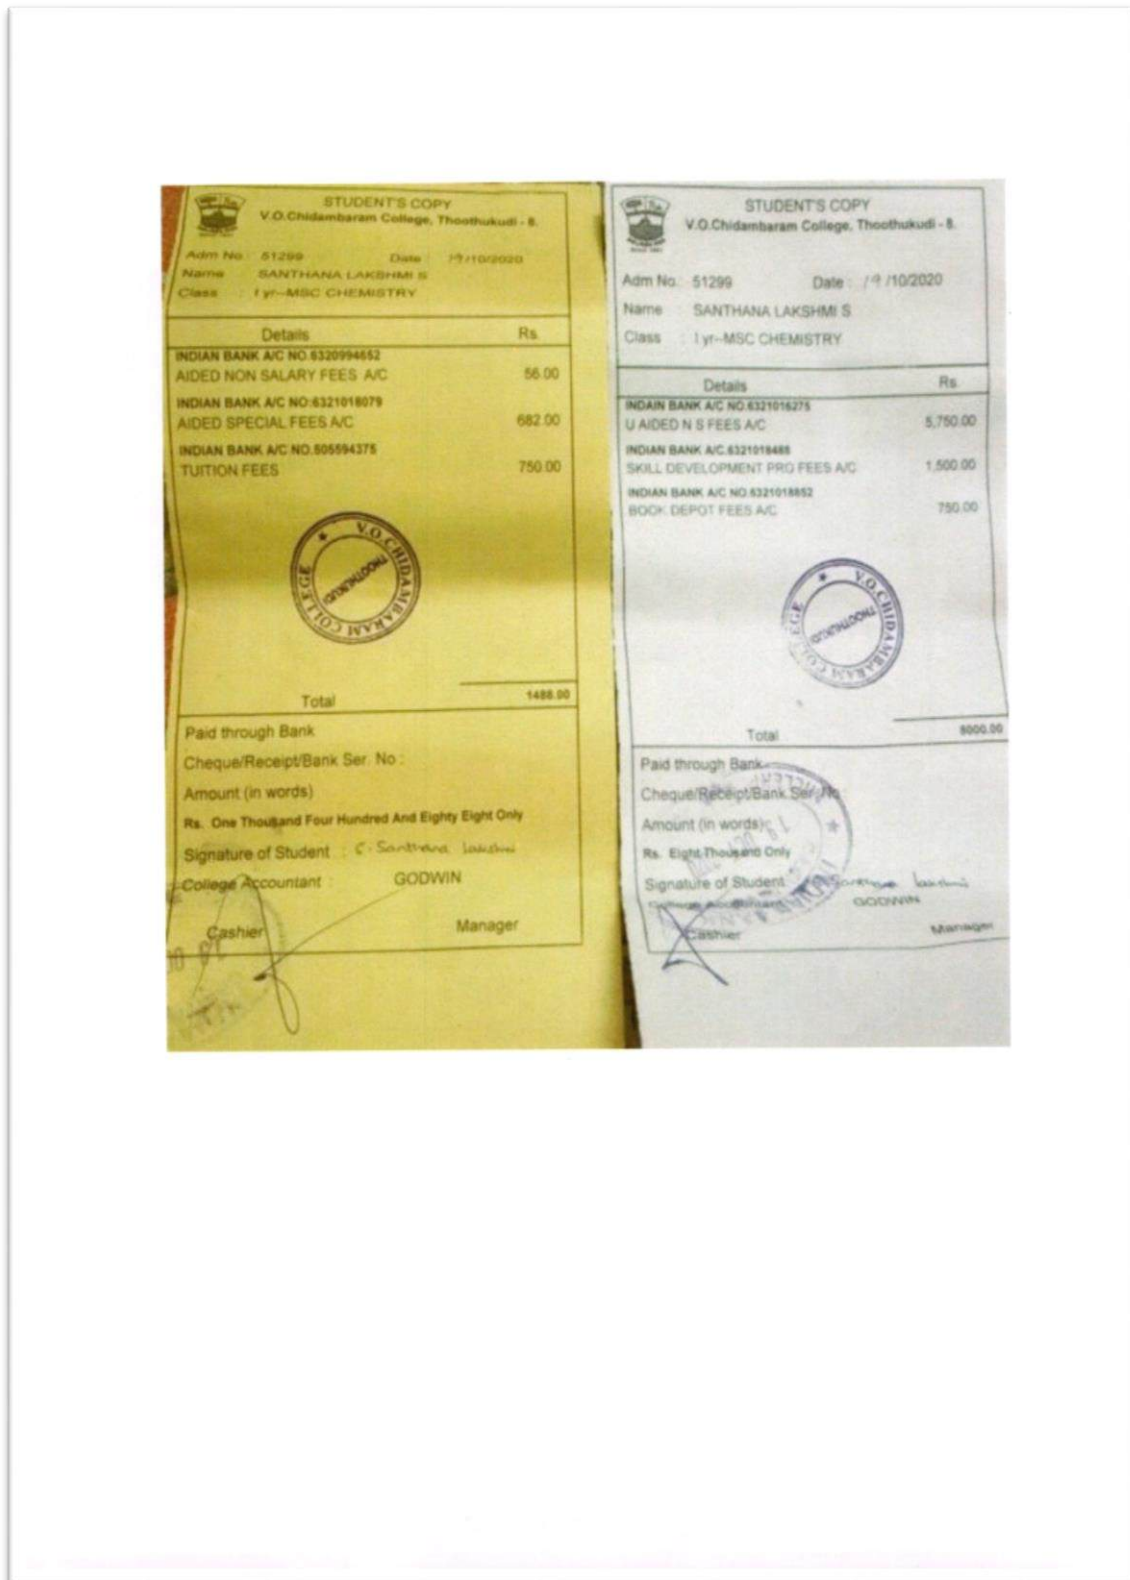 STUDENT'S COPY
V.O.Chidambaram College, Thoothukudi - 8.
Adm No : 51299 Date : 19/10/2020
Name SANTHANA LAKSHMI S
Class : I yr--MSC CHEMISTRY
Details Rs.
INDIAN BANK A/C NO.6320994652
AIDED NON SALARY FEES A/C 56.00
INDIAN BANK A/C NO:6321018079
AIDED SPECIAL FEES A/C 682.00
INDIAN BANK A/C NO.505594375
TUITION FEES 750.00
V.O.CHIDAMBARAM COLLEGE
THOOTHUKUDI
Total 1488.00
Paid through Bank
Cheque/Receipt/Bank Ser. No :
Amount (in words)
Rs. One Thousand Four Hundred And Eighty Eight Only
Signature of Student : C. Santhana Lakshmi
College Accountant : GODWIN
Cashier Manager
STUDENT'S COPY
V.O.Chidambaram College, Thoothukudi - 8.
Adm No.: 51299 Date : 19/10/2020
Name : SANTHANA LAKSHMI S
Class : I yr--MSC CHEMISTRY
Details Rs.
INDAIN BANK A/C NO.6321016275
U AIDED N S FEES A/C 5,750.00
INDIAN BANK A/C.6321018488
SKILL DEVELOPMENT PRO FEES A/C 1,500.00
INDIAN BANK A/C NO.6321018852
BOOK DEPOT FEES A/C 750.00
V.O.CHIDAMBARAM COLLEGE
THOOTHUKUDI
Total 8000.00
Paid through Bank
Cheque/Receipt/Bank Ser. No
Amount (in words)
Rs. Eight Thousand Only
Signature of Student Lakshmi
College Accountant GODWIN
Cashier Manager